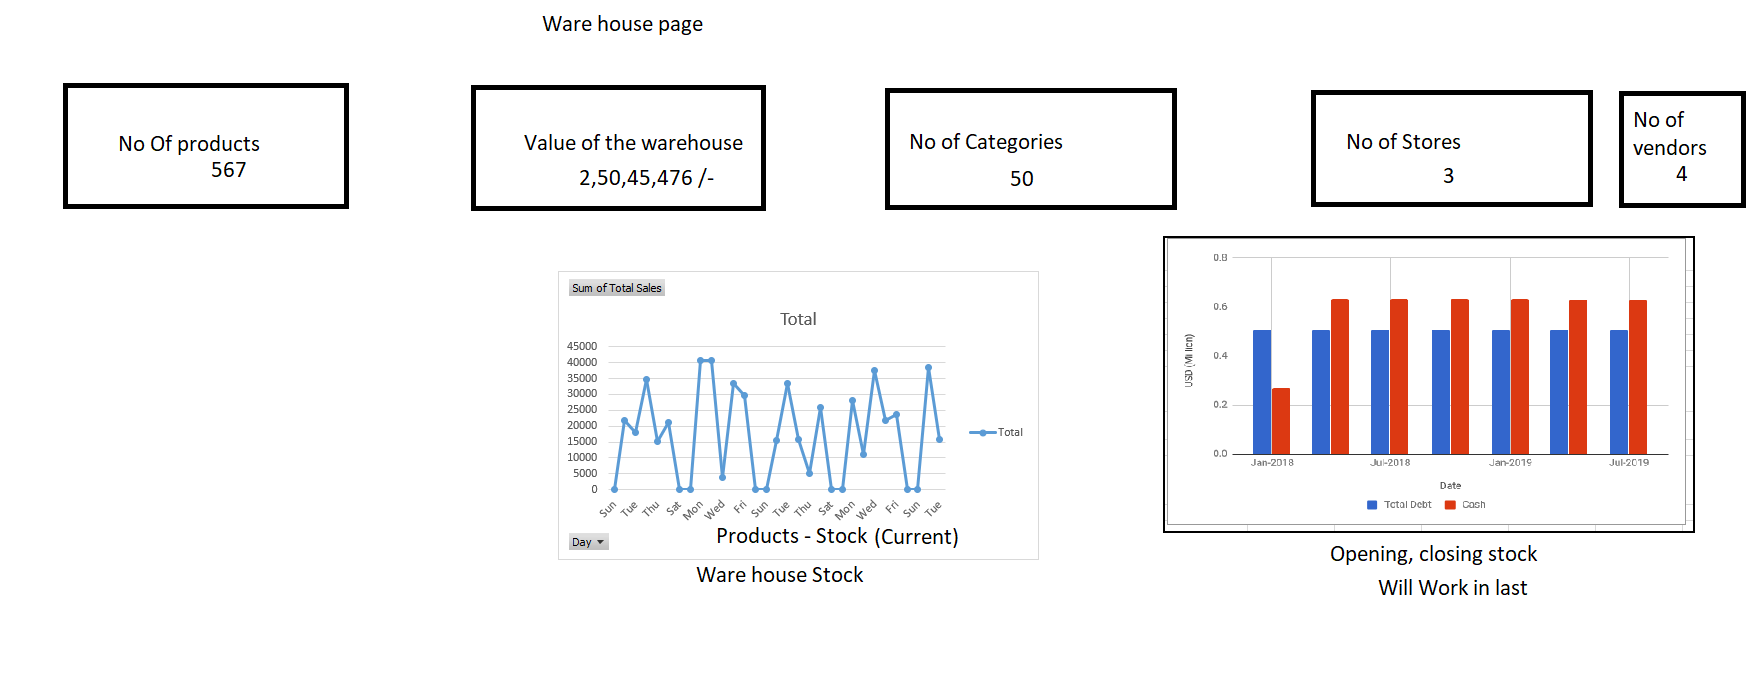 Ware house page
No Of products
567
Value of the warehouse
2,50,45,476 /-
No of Categories
50
No of Stores
3
No of
vendors
4
Sum of Total Sales
Total
45000
40000
35000
30000
25000
20000
15000
10000
5000
0
Sun Tue Thu Sat Mon Wed Fri Sun Tue Thu Sat Mon Wed Fri Sun Tue
Total
Day
Products - Stock (Current)
Ware house Stock
0.8
0.6
0.4
0.2
0.0
USD (Million)
Jan-2018 Jul-2018 Jan-2019 Jul-2019
Date
Total Debt Cash
Opening, closing stock
Will Work in last